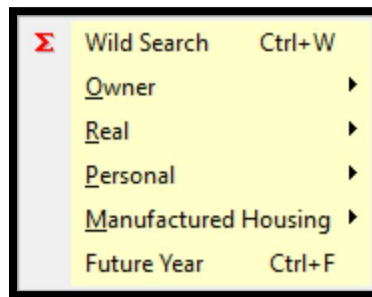 Σ Wild Search Ctrl+W
Owner
Real
Personal
Manufactured Housing
Future Year Ctrl+F